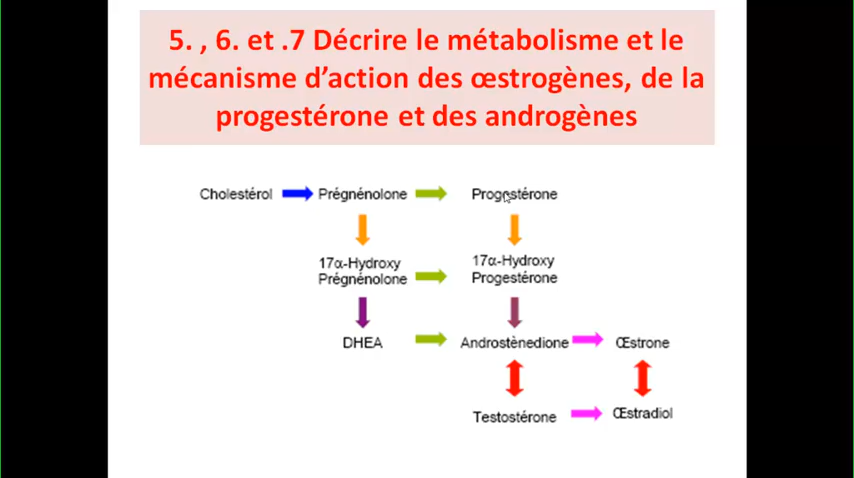 5. , 6. et .7 Décrire le métabolisme et le
mécanisme d’action des œstrogènes, de la
progestérone et des androgènes
Cholestérol
Prégnénolone
Progestérone
17α-Hydroxy
Prégnénolone
17α-Hydroxy
Progestérone
DHEA
Androstènedione
Œstrone
Testostérone
Œstradiol